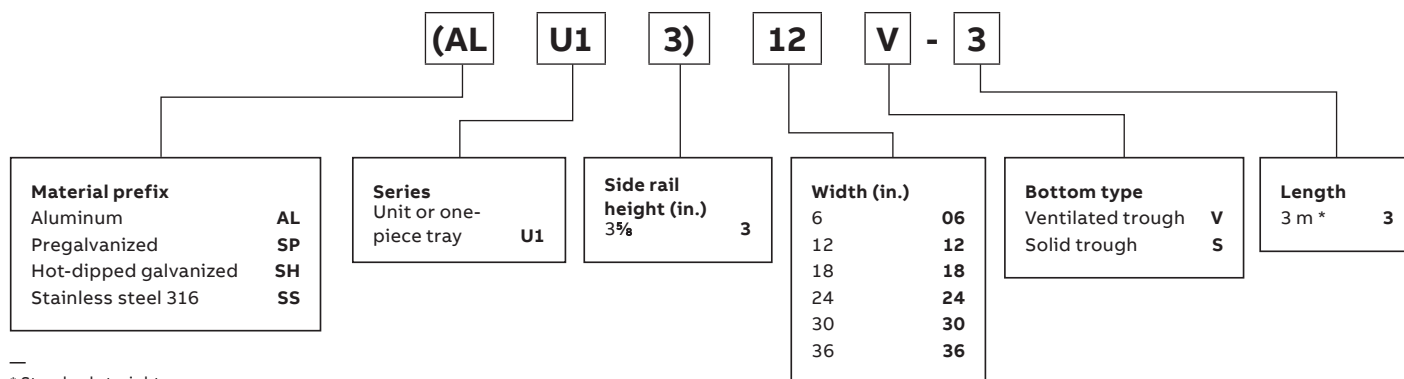 (AL U1 3) 12 V - 3
Material prefix
Aluminum AL
Pregalvanized SP
Hot-dipped galvanized SH
Stainless steel 316 SS
Series
Unit or one-
piece tray U1
Side rail
height (in.)
3⅝ 3
Width (in.)
6 06
12 12
18 18
24 24
30 30
36 36
Bottom type
Ventilated trough V
Solid trough S
Length
3 m * 3
—